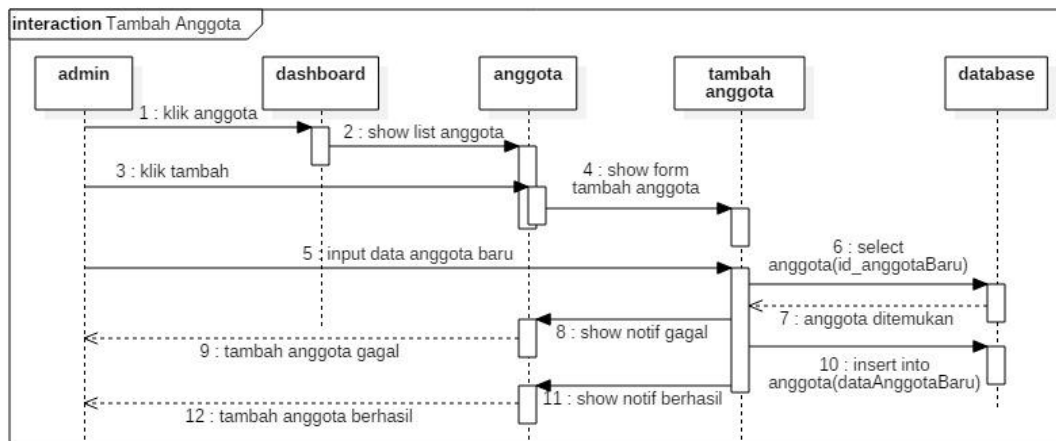 interaction Tambah Anggota
admin
dashboard
anggota
tambah
anggota
database
1 : klik anggota
2 : show list anggota
3 : klik tambah
4 : show form
tambah anggota
5 : input data anggota baru
6 : select
anggota(id_anggotaBaru)
7 : anggota ditemukan
8 : show notif gagal
9 : tambah anggota gagal
10 : insert into
anggota(dataAnggotaBaru)
11 : show notif berhasil
12 : tambah anggota berhasil